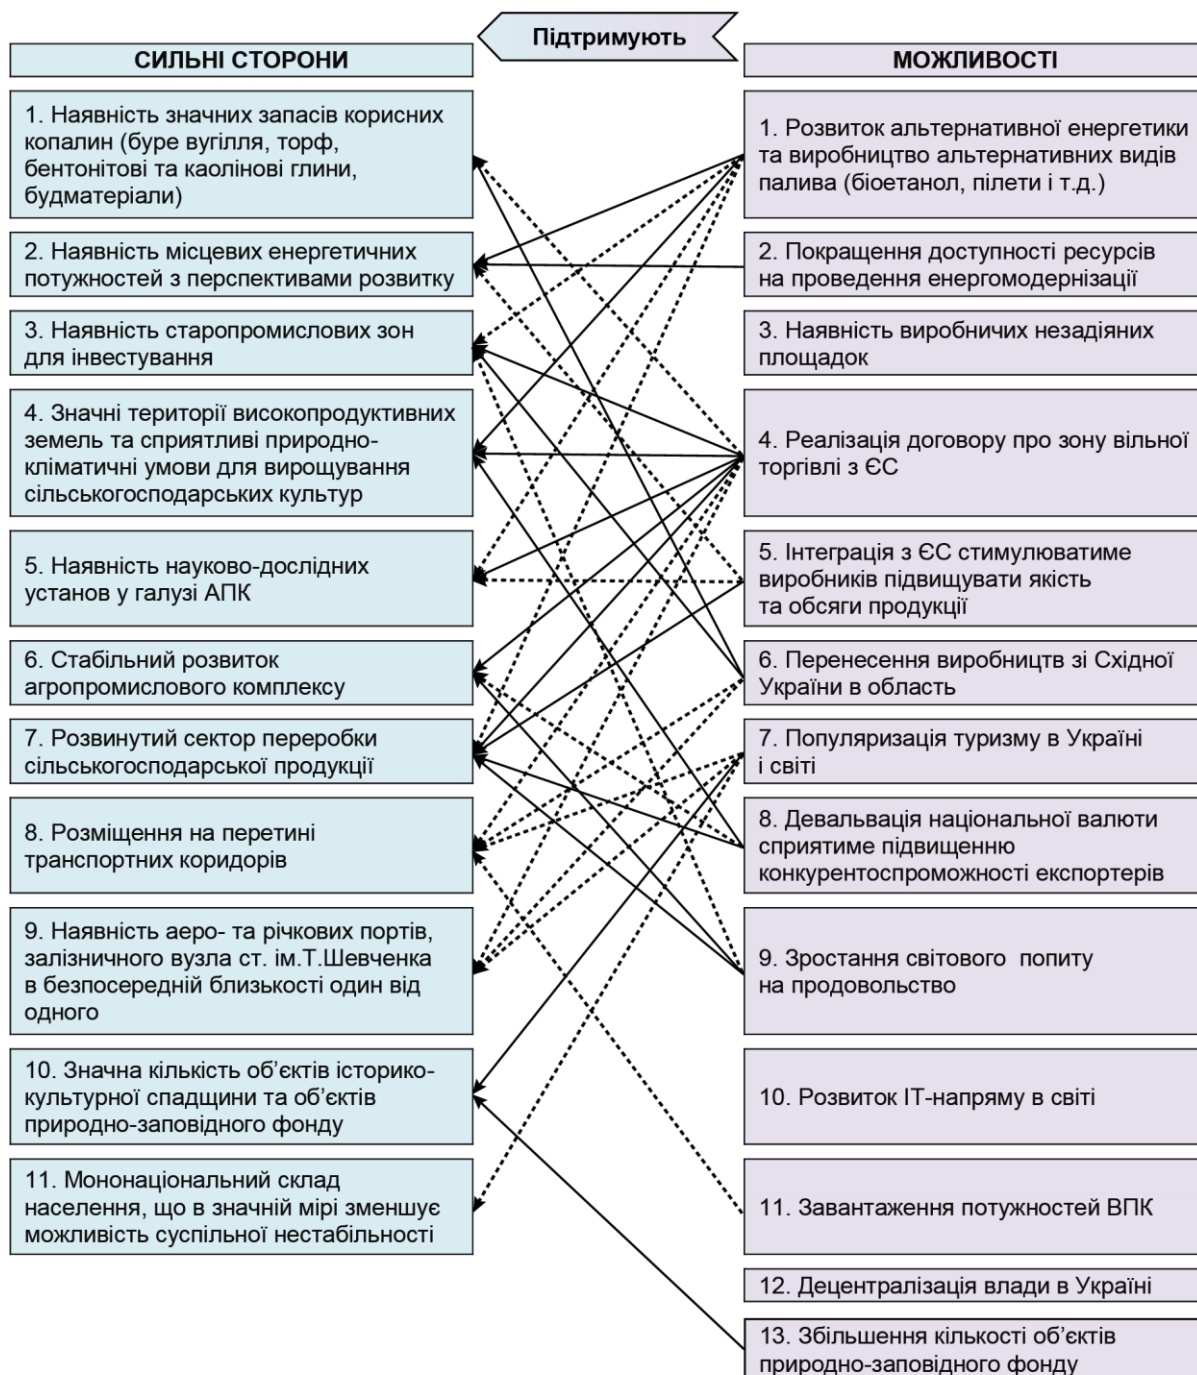 Підтримують
СИЛЬНІ СТОРОНИ
1. Наявність значних запасів корисних
копалин (буре вугілля, торф,
бентонітові та каолінові глини,
будматеріали)
2. Наявність місцевих енергетичних
потужностей з перспективами розвитку
3. Наявність старопромислових зон
для інвестування
4. Значні території високопродуктивних
земель та сприятливі природно-
кліматичні умови для вирощування
сільськогосподарських культур
5. Наявність науково-дослідних
установ у галузі АПК
6. Стабільний розвиток
агропромислового комплексу
7. Розвинутий сектор переробки
сільськогосподарської продукції
8. Розміщення на перетині
транспортних коридорів
9. Наявність аеро- та річкових портів,
залізничного вузла ст. ім.Т.Шевченка
в безпосередній близькості один від
одного
10. Значна кількість об’єктів історико-
культурної спадщини та об’єктів
природно-заповідного фонду
11. Мононаціональний склад
населення, що в значній мірі зменшує
можливість суспільної нестабільності
МОЖЛИВОСТІ
1. Розвиток альтернативної енергетики
та виробництво альтернативних видів
палива (біоетанол, пілети і т.д.)
2. Покращення доступності ресурсів
на проведення енергомодернізації
3. Наявність виробничих незадіяних
площадок
4. Реалізація договору про зону вільної
торгівлі з ЄС
5. Інтеграція з ЄС стимулюватиме
виробників підвищувати якість
та обсяги продукції
6. Перенесення виробництв зі Східної
України в область
7. Популяризація туризму в Україні
і світі
8. Девальвація національної валюти
сприятиме підвищенню
конкурентоспроможності експортерів
9. Зростання світового попиту
на продовольство
10. Розвиток ІТ-напряму в світі
11. Завантаження потужностей ВПК
12. Децентралізація влади в Україні
13. Збільшення кількості об’єктів
природно-заповідного фонду